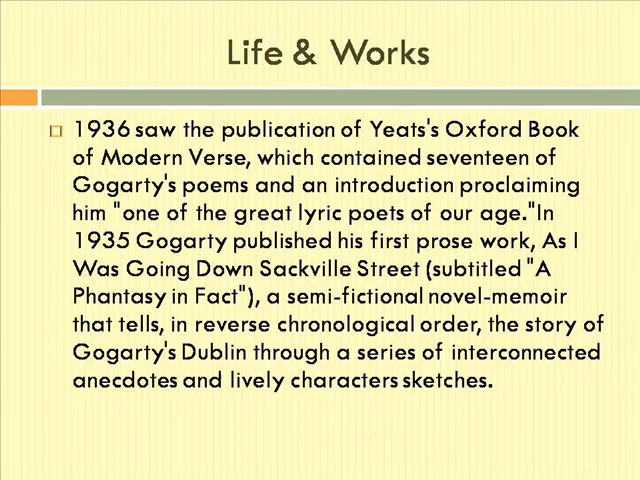 Life & Works
1936 saw the publication of Yeats's Oxford Book
of Modern Verse, which contained seventeen of
Gogarty's poems and an introduction proclaiming
him "one of the great lyric poets of our age."In
1935 Gogarty published his first prose work, As I
Was Going Down Sackville Street (subtitled "A
Phantasy in Fact"), a semi-fictional novel-memoir
that tells, in reverse chronological order, the story of
Gogarty's Dublin through a series of interconnected
anecdotes and lively characters sketches.